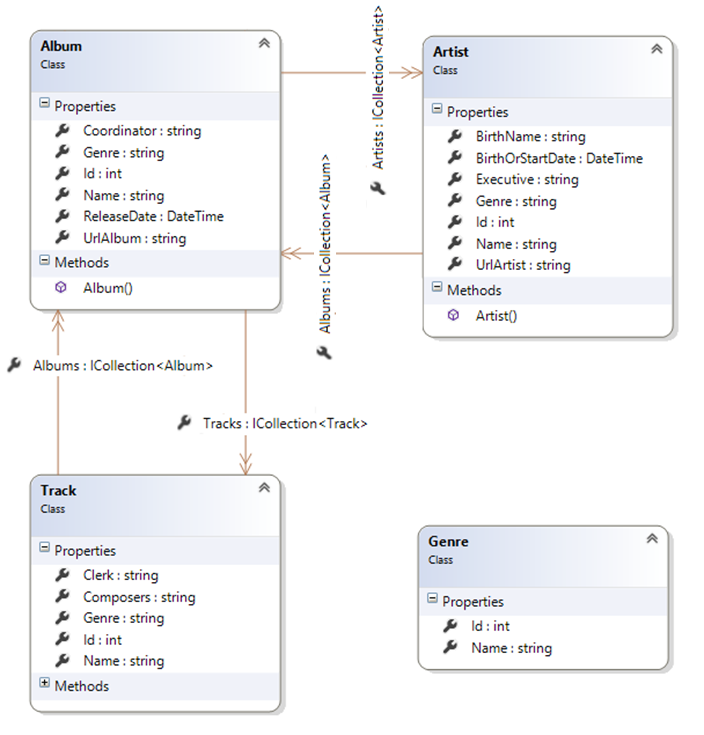 Album
Class
Properties
Coordinator : string
Genre : string
Id : int
Name : string
ReleaseDate : DateTime
UrlAlbum : string
Methods
Album()
Artists : ICollection<Artist>
Albums : ICollection<Album>
Artist
Class
Properties
BirthName : string
BirthOrStartDate : DateTime
Executive : string
Genre : string
Id : int
Name : string
UrlArtist : string
Methods
Artist()
Albums : ICollection<Album>
Tracks : ICollection<Track>
Track
Class
Properties
Clerk : string
Composers : string
Genre : string
Id : int
Name : string
Methods
Genre
Class
Properties
Id : int
Name : string